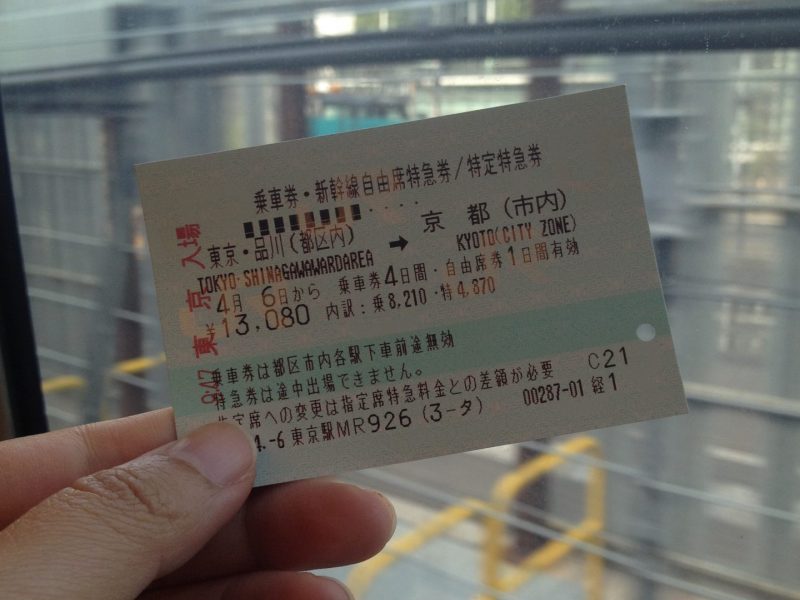 乗車券・新幹線自由席特急券/特定特急券
東京・品川(都区内) → 京都(市内)
TOKYO・SHINAGAWAWARDAREA KYOTO(CITY ZONE)
4月 6日から 乗車券4日間・自由席券1日間有効
¥13,080 内訳:乗8,210・特4,870
乗車券は都区市内各駅下車前途無効
特急券は途中出場できません。
指定席への変更は指定席特急料金との差額が必要 C21
4.-6 東京駅MR926 (3-タ) 00287-01 経1
東京 入場